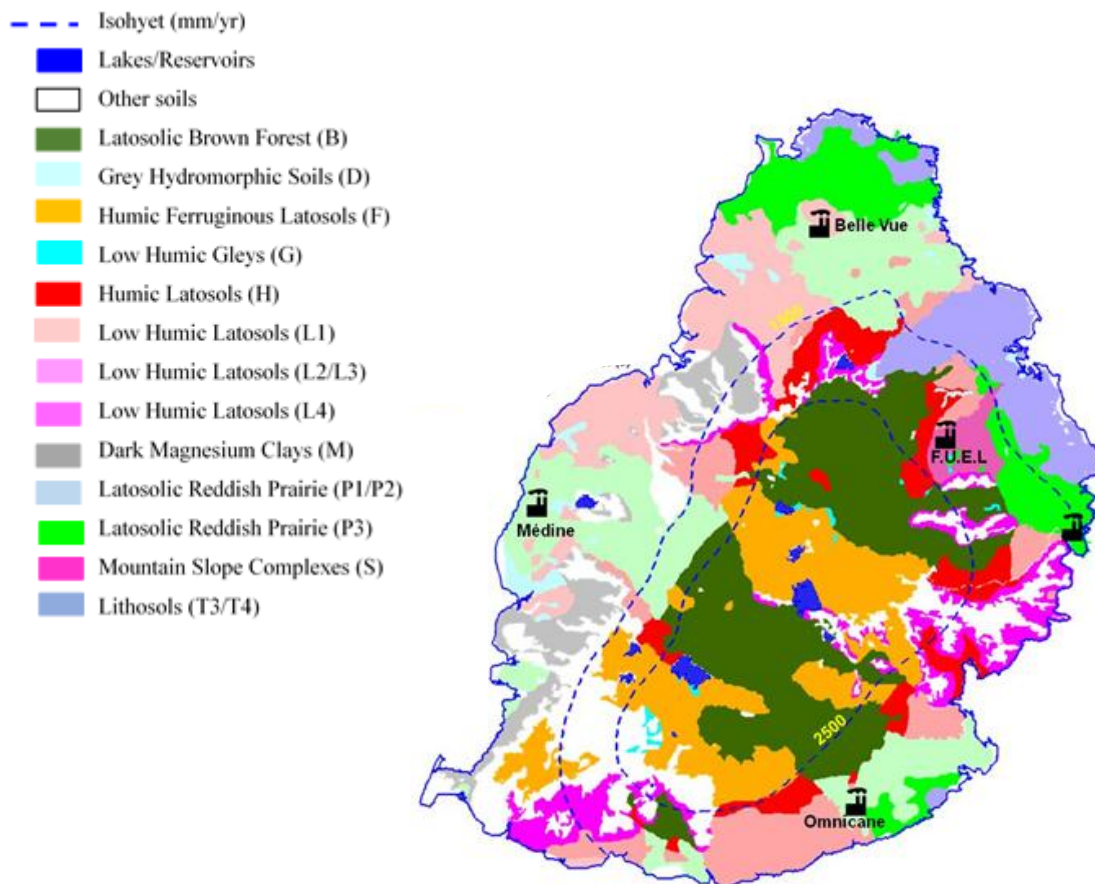 Isohyet (mm/yr)
Lakes/Reservoirs
Other soils
Latosolic Brown Forest (B)
Grey Hydromorphic Soils (D)
Humic Ferruginous Latosols (F)
Low Humic Gleys (G)
Humic Latosols (H)
Low Humic Latosols (L1)
Low Humic Latosols (L2/L3)
Low Humic Latosols (L4)
Dark Magnesium Clays (M)
Latosolic Reddish Prairie (P1/P2)
Latosolic Reddish Prairie (P3)
Mountain Slope Complexes (S)
Lithosols (T3/T4)
Belle Vue
1500
F.U.E.L
Médine
2500
Omnicane